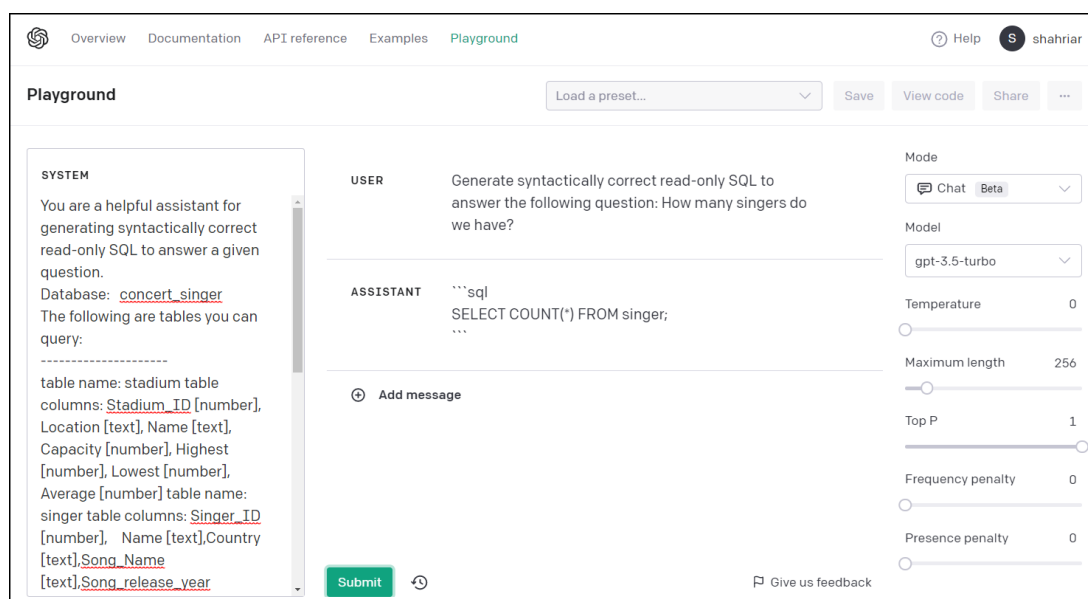 Overview Documentation API reference Examples Playground Help S shahriar
Playground Load a preset... Save View code Share ...
SYSTEM
You are a helpful assistant for
generating syntactically correct
read-only SQL to answer a given
question.
Database: concert_singer
The following are tables you can
query:
---------------------
table name: stadium table
columns: Stadium_ID [number],
Location [text], Name [text],
Capacity [number], Highest
[number], Lowest [number],
Average [number] table name:
singer table columns: Singer_ID
[number], Name [text],Country
[text],Song_Name
[text],Song_release_year
USER
Generate syntactically correct read-only SQL to
answer the following question: How many singers do
we have?
ASSISTANT
```sql
SELECT COUNT(*) FROM singer;
```
Add message
Submit
Give us feedback
Mode
Chat Beta
Model
gpt-3.5-turbo
Temperature 0
Maximum length 256
Top P 1
Frequency penalty 0
Presence penalty 0